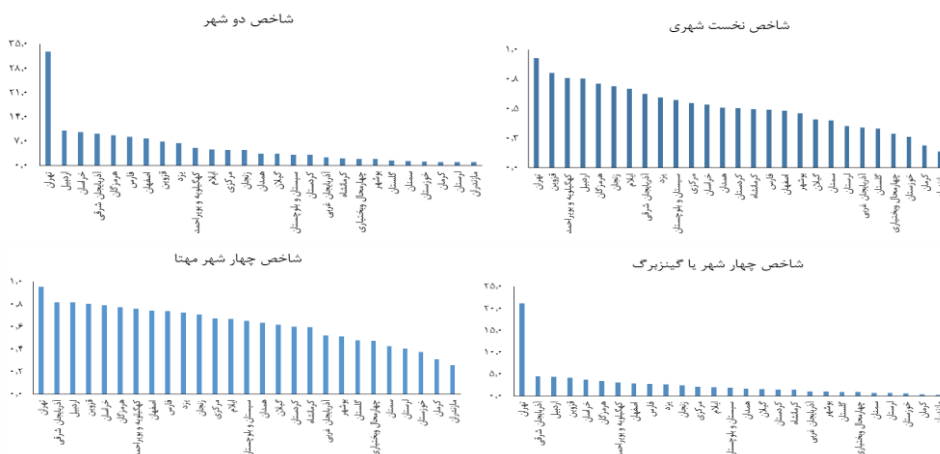 شاخص دو شهر
۳۵.۰
۲۸.۰
۲۱.۰
۱۴.۰
۷.۰
۰.۰
تهران
اردبیل
خراسان
آذربایجان شرقی
هرمزگان
فارس
اصفهان
قزوین
یزد
کهگیلویه و بویراحمد
ایلام
مرکزی
زنجان
همدان
گیلان
سیستان و بلوچستان
کردستان
آذربایجان غربی
کرمانشاه
چهارمحال وبختیاری
بوشهر
گلستان
سمنان
خوزستان
کرمان
لرستان
مازندران
شاخص نخست شهری
۱.۰
۰.۸
۰.۵
۰.۳
۰.۰
تهران
قزوین
کهگیلویه و بویراحمد
اردبیل
هرمزگان
زنجان
ایلام
آذربایجان شرقی
یزد
سیستان و بلوچستان
مرکزی
خراسان
همدان
کردستان
کرمانشاه
فارس
اصفهان
بوشهر
گیلان
سمنان
لرستان
آذربایجان غربی
گلستان
چهارمحال وبختیاری
خوزستان
کرمان
شاخص چهار شهر مهتا
۱.۰
۰.۸
۰.۶
۰.۴
۰.۲
۰.۰
تهران
آذربایجان شرقی
اردبیل
قزوین
خراسان
هرمزگان
کهگیلویه و بویراحمد
اصفهان
فارس
یزد
زنجان
مرکزی
ایلام
سیستان و بلوچستان
همدان
گیلان
کردستان
کرمانشاه
آذربایجان غربی
بوشهر
گلستان
چهارمحال وبختیاری
سمنان
لرستان
خوزستان
کرمان
مازندران
شاخص چهار شهر یا گینزبرگ
۲۵.۰
۲۰.۰
۱۵.۰
۱۰.۰
۵.۰
۰.۰
تهران
آذربایجان شرقی
اردبیل
قزوین
خراسان
هرمزگان
کهگیلویه و بویراحمد
اصفهان
فارس
یزد
زنجان
مرکزی
ایلام
سیستان و بلوچستان
همدان
گیلان
کردستان
کرمانشاه
آذربایجان غربی
بوشهر
گلستان
چهارمحال وبختیاری
سمنان
لرستان
خوزستان
کرمان